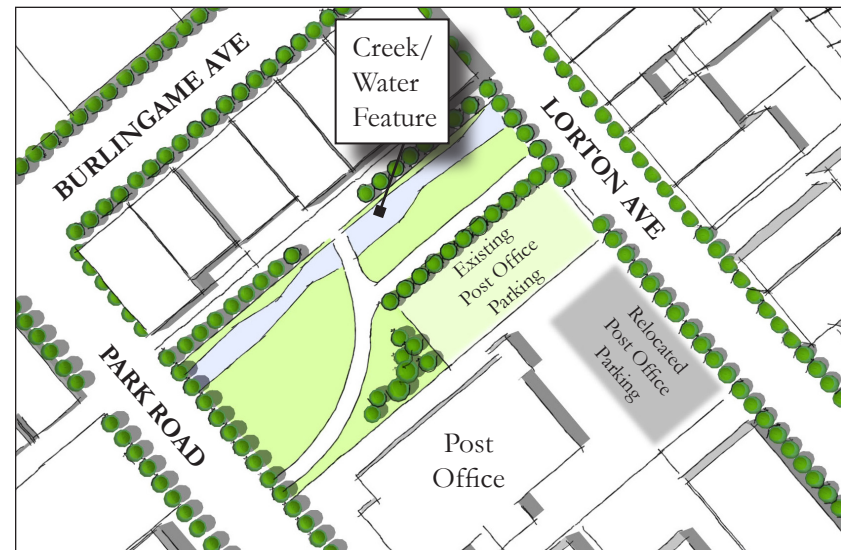 Creek/
Water
Feature
BURLINGAME AVE
LORTON AVE
Existing
Post Office
Parking
Relocated
Post Office
Parking
PARK ROAD
Post
Office